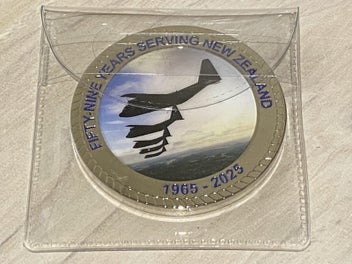 FIFTY-NINE YEARS SERVING NEW ZEALAND
1965 - 2025